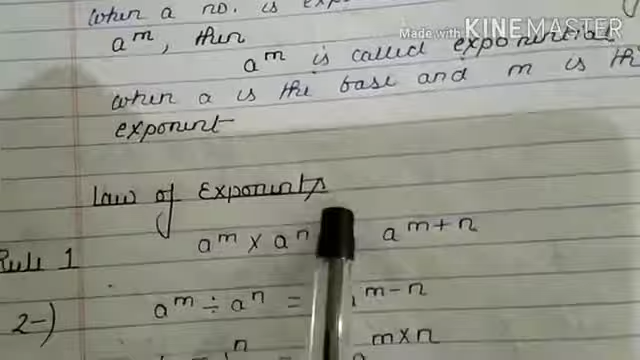 when a no. is
Made with KINEMASTER
a^m, then
a^m is called exponential
when a is the base and m is the
exponent
Law of Exponents
Rule 1 a^m × a^n a^m+n
2-) a^m ÷ a^n = m-n
n m×n